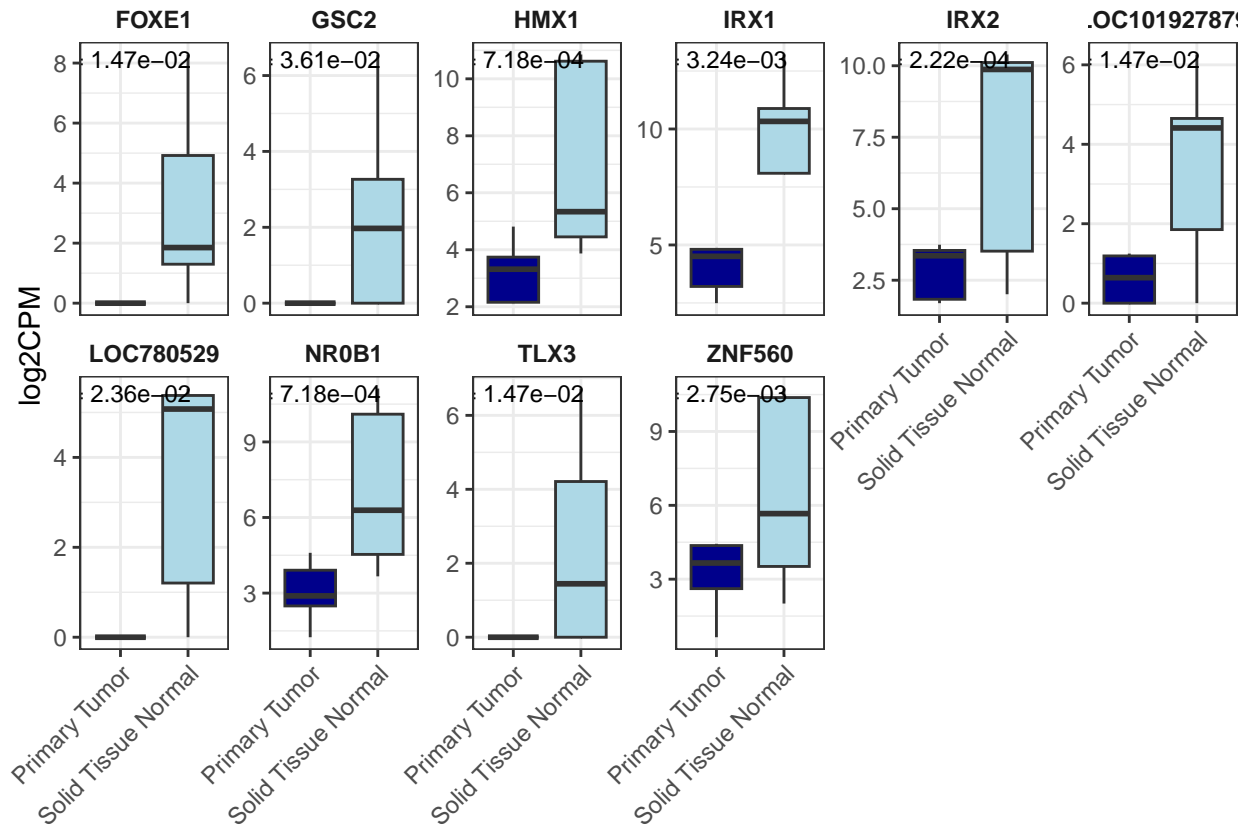 FOXE1 GSC2 HMX1 IRX1 IRX2 .OC101927879
1.47e−02 3.61e−02 7.18e−04 3.24e−03 2.22e−04 1.47e−02
8 6 4 2 0
6 4 2 0
10 8 6 4 2
10 5
10.0 7.5 5.0 2.5
6 4 2 0
log2CPM
LOC780529 NR0B1 TLX3 ZNF560
2.36e−02 7.18e−04 1.47e−02 2.75e−03
4 2 0
9 6 3
6 4 2 0
9 6 3
Primary Tumor
Solid Tissue Normal
Primary Tumor
Solid Tissue Normal
Primary Tumor
Solid Tissue Normal
Primary Tumor
Solid Tissue Normal
Primary Tumor
Solid Tissue Normal
Primary Tumor
Solid Tissue Normal